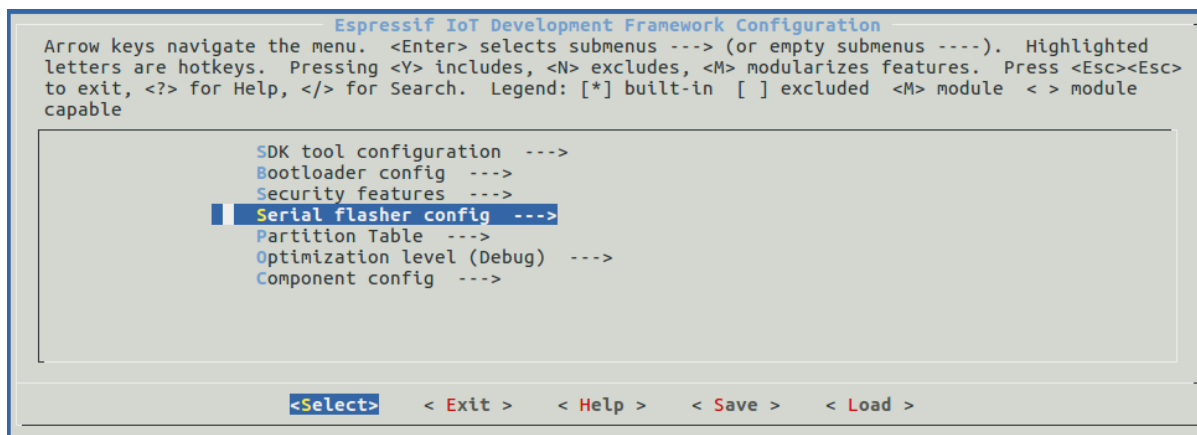 Espressif IoT Development Framework Configuration
Arrow keys navigate the menu.  <Enter> selects submenus ---> (or empty submenus ----).  Highlighted
letters are hotkeys.  Pressing <Y> includes, <N> excludes, <M> modularizes features.  Press <Esc><Esc>
to exit, <?> for Help, </> for Search.  Legend: [*] built-in  [ ] excluded  <M> module  < > module
capable
SDK tool configuration  --->
Bootloader config  --->
Security features  --->
Serial flasher config  --->
Partition Table  --->
Optimization level (Debug)  --->
Component config  --->
<Select>    < Exit >    < Help >    < Save >    < Load >